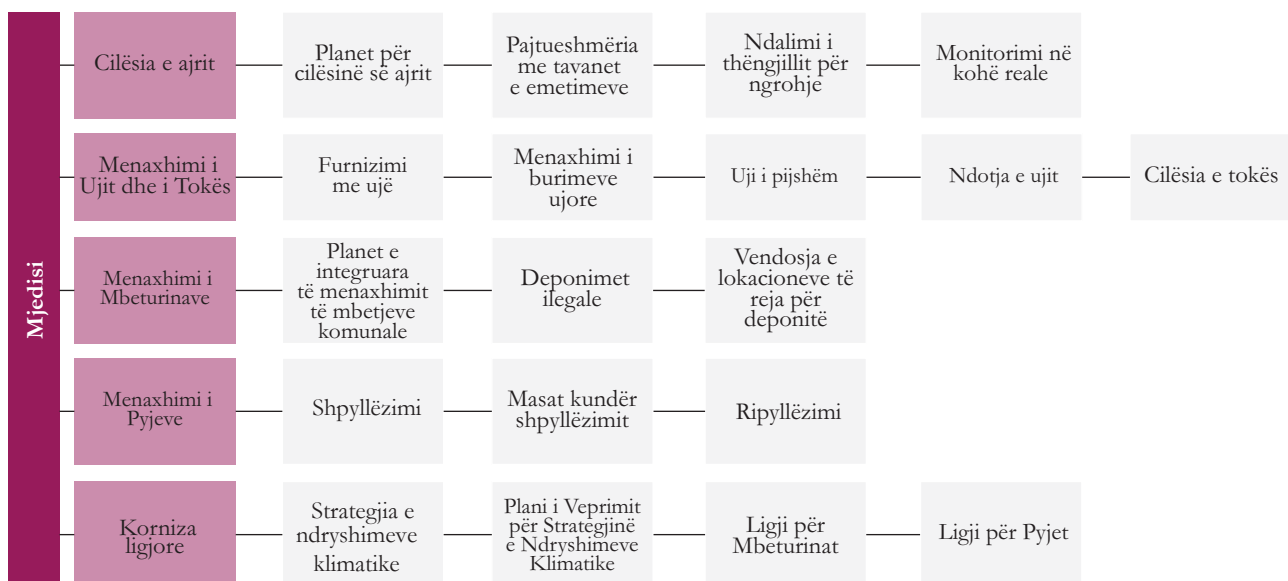 Mjedisi
Cilësia e ajrit
Planet për
cilësinë së ajrit
Pajtueshmëria
me tavanet
e emetimeve
Ndalimi i
thëngjillit për
ngrohje
Monitorimi në
kohë reale
Menaxhimi i
Ujit dhe i Tokës
Furnizimi
me ujë
Menaxhimi i
burimeve
ujore
Uji i pijshëm
Ndotja e ujit
Cilësia e tokës
Menaxhimi i
Mbeturinave
Planet e
integruara
të menaxhimit
të mbetjeve
komunale
Deponimet
ilegale
Vendosja e
lokacioneve të
reja për
deponitë
Menaxhimi i
Pyjeve
Shpyllëzimi
Masat kundër
shpyllëzimit
Ripyllëzimi
Korniza
ligjore
Strategjia e
ndryshimeve
klimatike
Plani i Veprimit
për Strategjinë
e Ndryshimeve
Klimatike
Ligji për
Mbeturinat
Ligji për Pyjet